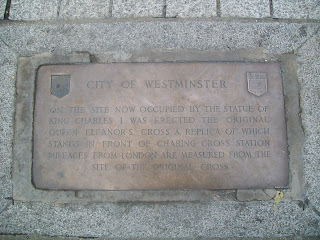 CITY OF WESTMINSTER
ON THE SITE NOW OCCUPIED BY THE STATUE OF
KING CHARLES I WAS ERECTED THE ORIGINAL
QUEEN ELEANOR'S CROSS A REPLICA OF WHICH
STANDS IN FRONT OF CHARING CROSS STATION
MILEAGES FROM LONDON ARE MEASURED FROM THE
SITE OF THE ORIGINAL CROSS